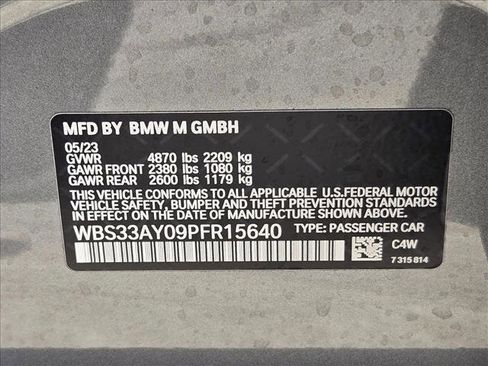 MFD BY BMW M GMBH
05/23
GVWR 4870 lbs 2209 kg
GAWR FRONT 2380 lbs 1080 kg
GAWR REAR 2600 lbs 1179 kg
THIS VEHICLE CONFORMS TO ALL APPLICABLE U.S.FEDERAL MOTOR
VEHICLE SAFETY, BUMPER, AND THEFT PREVENTION STANDARDS
IN EFFECT ON THE DATE OF MANUFACTURE SHOWN ABOVE.
WBS33AY09PFR15640 TYPE: PASSENGER CAR
C4W
7 315 814